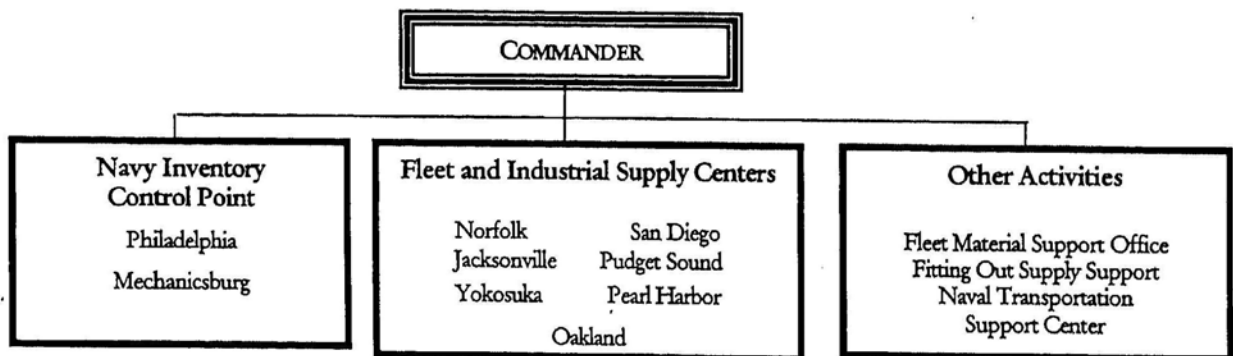 COMMANDER
Navy Inventory
Control Point
Philadelphia
Mechanicsburg
Fleet and Industrial Supply Centers
Norfolk San Diego
Jacksonville Pudget Sound
Yokosuka Pearl Harbor
Oakland
Other Activities
Fleet Material Support Office
Fitting Out Supply Support
Naval Transportation
Support Center